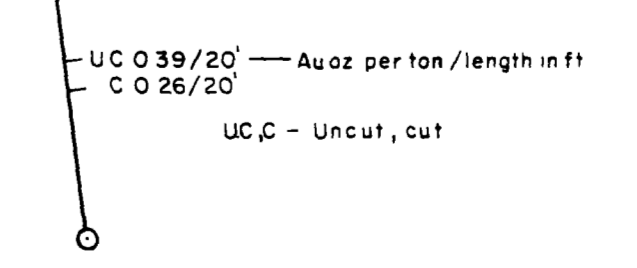 UC 0 39/20' — Au oz per ton / length in ft
C 0 26/20'
UC,C - Uncut, cut